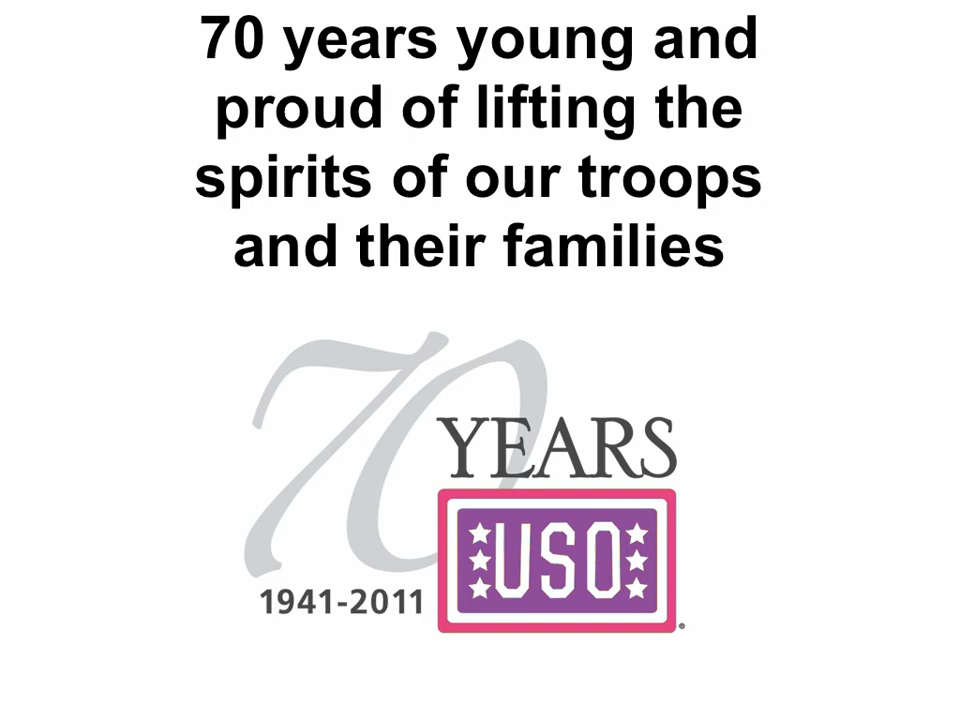 70 years young and
proud of lifting the
spirits of our troops
and their families
70
YEARS
USO
1941-2011
®